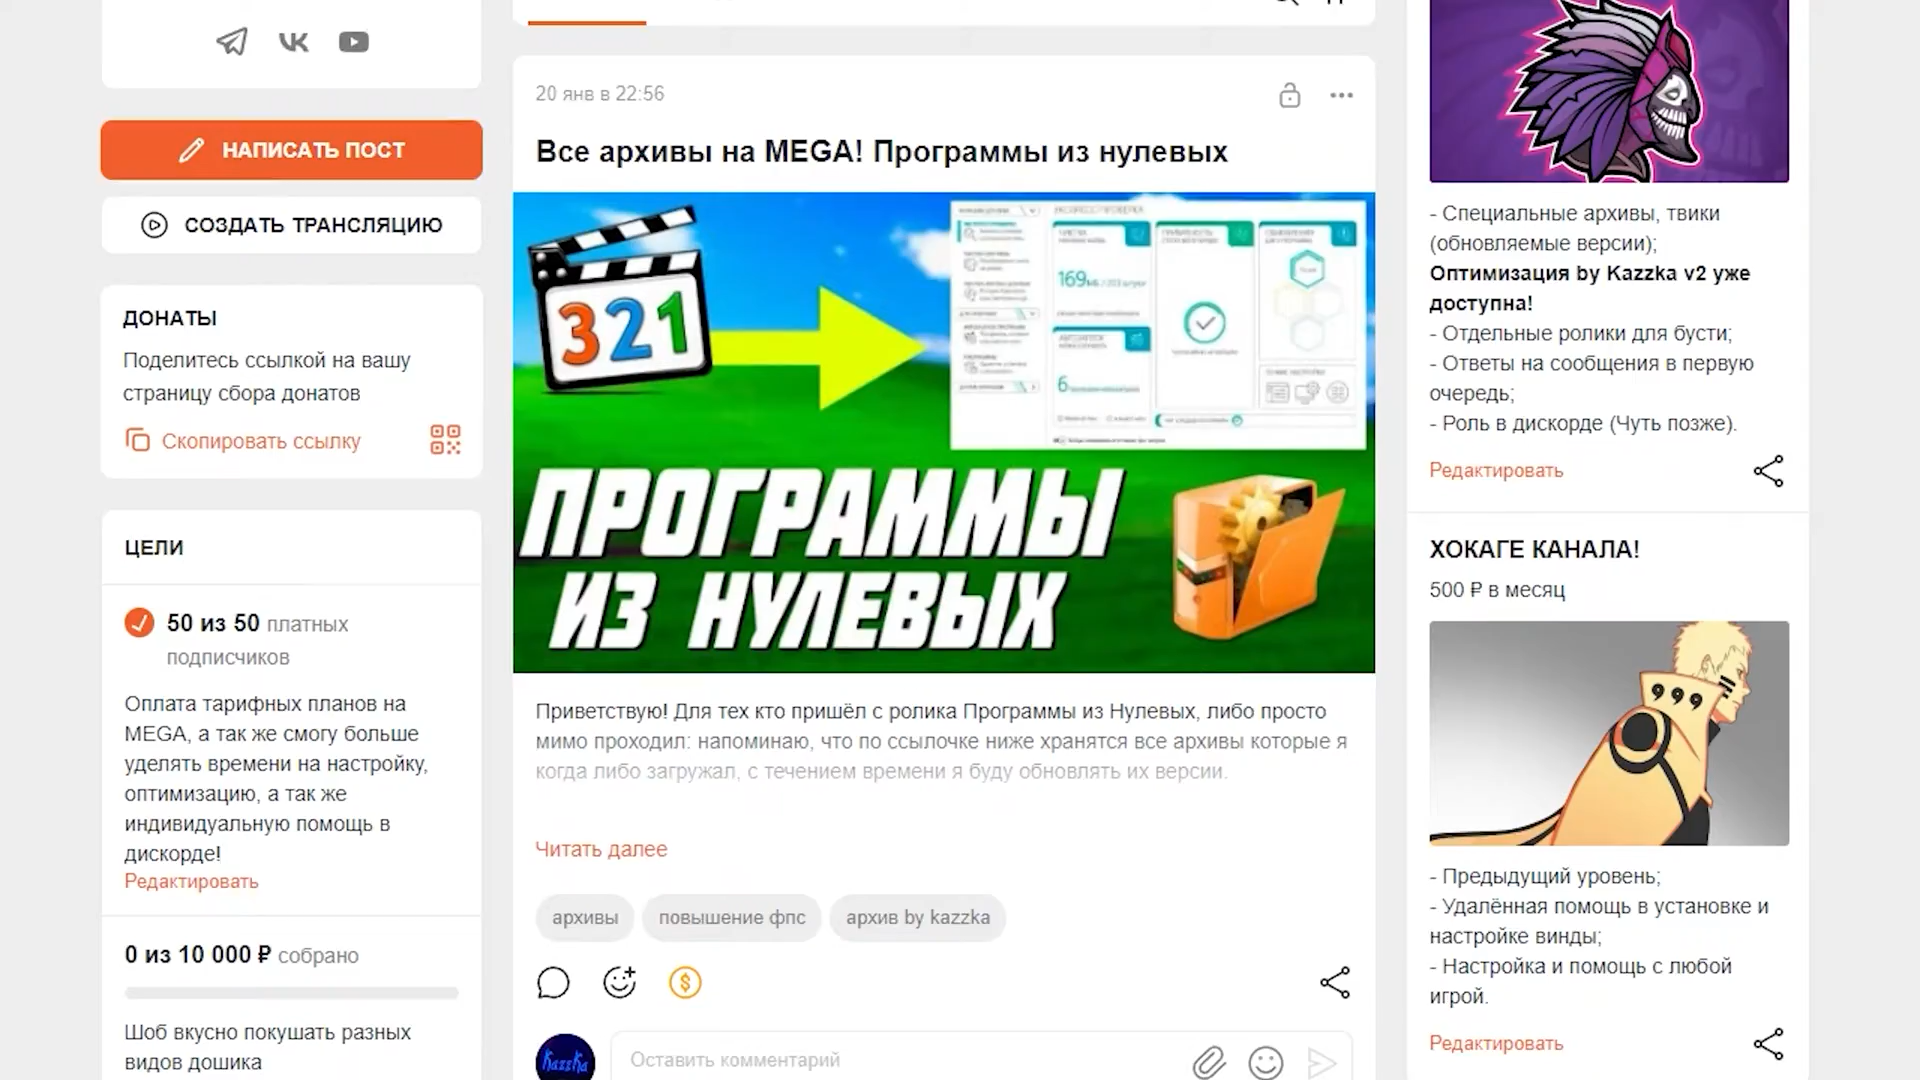 НАПИСАТЬ ПОСТ
СОЗДАТЬ ТРАНСЛЯЦИЮ
ДОНАТЫ
Поделитесь ссылкой на вашу
страницу сбора донатов
Скопировать ссылку
ЦЕЛИ
50 из 50 платных
подписчиков
Оплата тарифных планов на
MEGA, а так же смогу больше
уделять времени на настройку,
оптимизацию, а так же
индивидуальную помощь в
дискорде!
Редактировать
0 из 10 000 ₽ собрано
Шоб вкусно покушать разных
видов дошика
20 янв в 22:56
Все архивы на MEGA! Программы из нулевых
321
169
6
ПРОГРАММЫ
ИЗ НУЛЕВЫХ
Приветствую! Для тех кто пришёл с ролика Программы из Нулевых, либо просто
мимо проходил: напоминаю, что по ссылочке ниже хранятся все архивы которые я
когда либо загружал, с течением времени я буду обновлять их версии.
Читать далее
архивы
повышение фпс
архив by kazzka
KazzKa
Оставить комментарий
- Специальные архивы, твики
(обновляемые версии);
Оптимизация by Kazzka v2 уже
доступна!
- Отдельные ролики для бусти;
- Ответы на сообщения в первую
очередь;
- Роль в дискорде (Чуть позже).
Редактировать
ХОКАГЕ КАНАЛА!
500 ₽ в месяц
- Предыдущий уровень;
- Удалённая помощь в установке и
настройке винды;
- Настройка и помощь с любой
игрой.
Редактировать